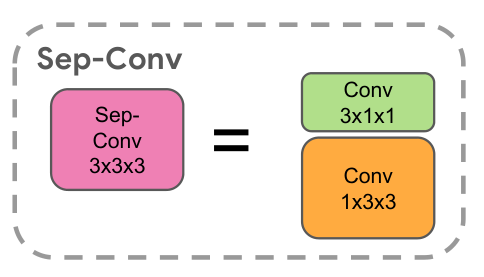 Sep-Conv
Sep-
Conv
3x3x3
=
Conv
3x1x1
Conv
1x3x3